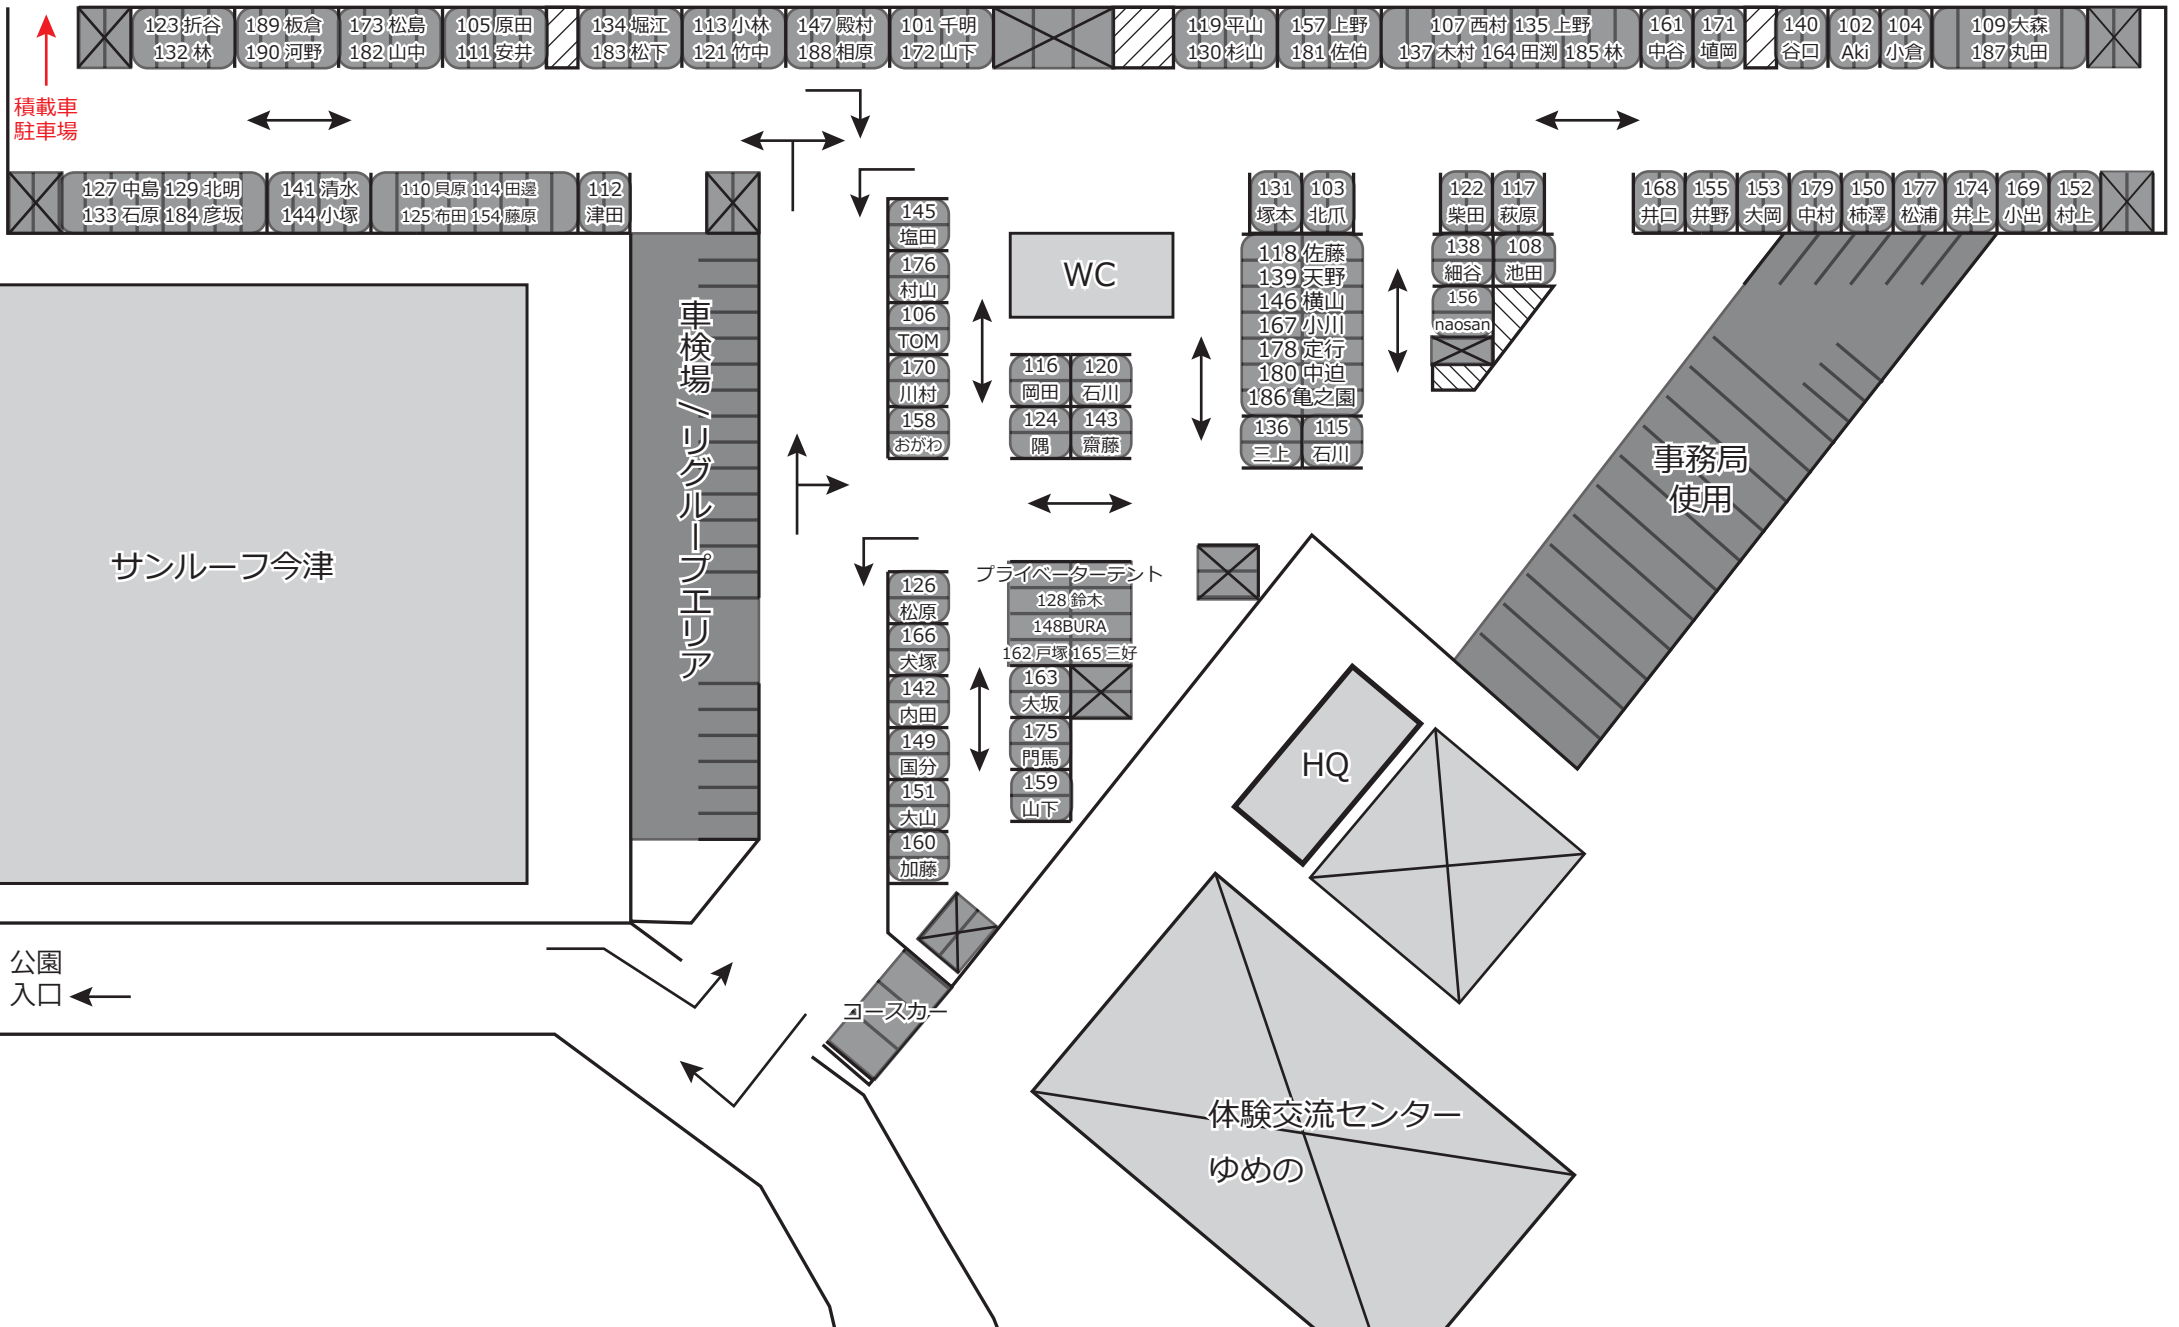 123 折谷 189 板倉 173 松島 105 原田 134 堀江 113 小林 147 殿村 101 千明 119 平山 157 上野 107 西村 135 上野 161 171 140 102 104 109 大森
132 林 190 河野 182 山中 111 安井 183 松下 121 竹中 188 相原 172 山下 130 杉山 181 佐伯 137 木村 164 田渕 185 林 中谷 埴岡 谷口 Aki 小倉 187 丸田
積載車
駐車場
127 中島 129 北明 141 清水 110 貝原 114 田邊 112
133 石原 184 彦坂 144 小塚 125 布田 154 藤原 津田
131 103 122 117 168 155 153 179 150 177 174 169 152
塚本 北爪 柴田 萩原 井口 井野 大岡 中村 柿澤 松浦 井上 小出 村上
145
塩田
176
村山
106
TOM
170
川村
158
おがわ
WC
116 120
岡田 石川
124 143
隅 齋藤
118 佐藤
139 天野
146 横山
167 小川
178 定行
180 中迫
186 亀之園
136 115
三上 石川
138 108
細谷 池田
156
naosan
車検場 / リグループエリア
事務局
使用
サンルーフ今津
126
松原
166
犬塚
142
内田
149
国分
151
大山
160
加藤
プライベーターテント
128 鈴木
148BURA
162 戸塚 165 三好
163
大坂
175
門馬
159
山下
HQ
公園
入口
コースカー
体験交流センター
ゆめの